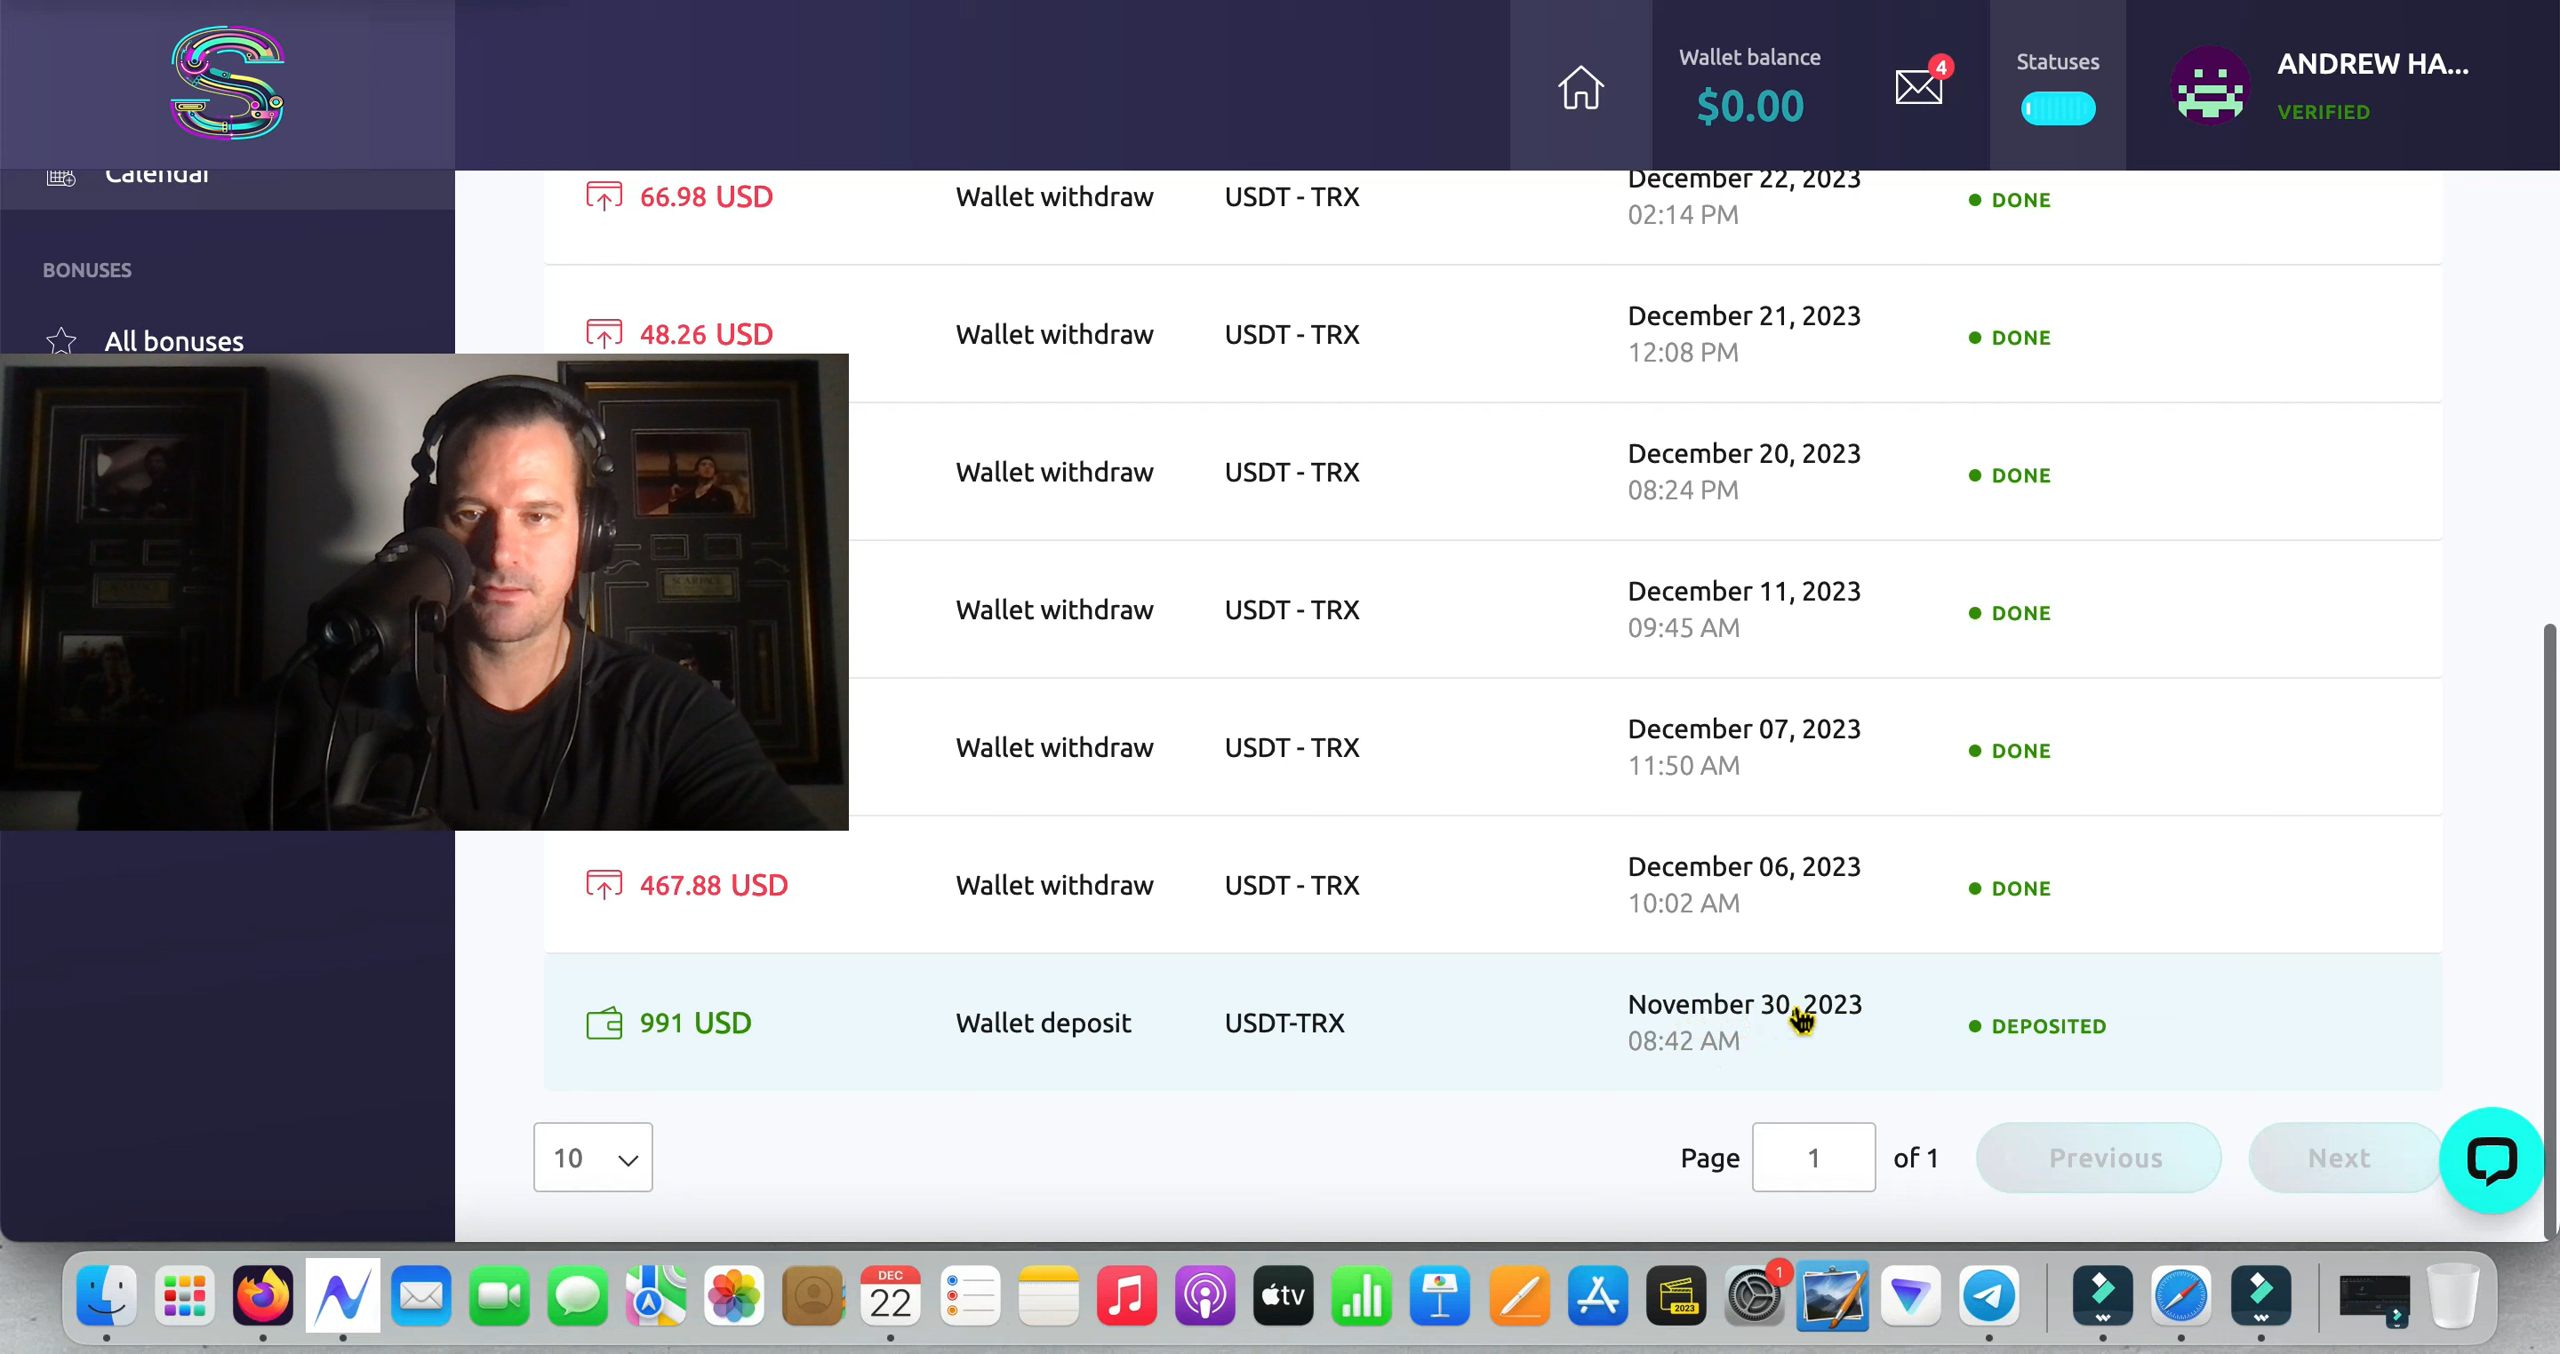 Wallet balance
$0.00
4
Statuses
ANDREW HA...
VERIFIED
Calendar
BONUSES
All bonuses
66.98 USD Wallet withdraw USDT - TRX December 22, 2023 DONE
02:14 PM
48.26 USD Wallet withdraw USDT - TRX December 21, 2023 DONE
12:08 PM
Wallet withdraw USDT - TRX December 20, 2023 DONE
08:24 PM
Wallet withdraw USDT - TRX December 11, 2023 DONE
09:45 AM
Wallet withdraw USDT - TRX December 07, 2023 DONE
11:50 AM
467.88 USD Wallet withdraw USDT - TRX December 06, 2023 DONE
10:02 AM
991 USD Wallet deposit USDT-TRX November 30, 2023 DEPOSITED
08:42 AM
10 Page 1 of 1 Previous Next
SCARFACE
DEC
22
tv
2023
1